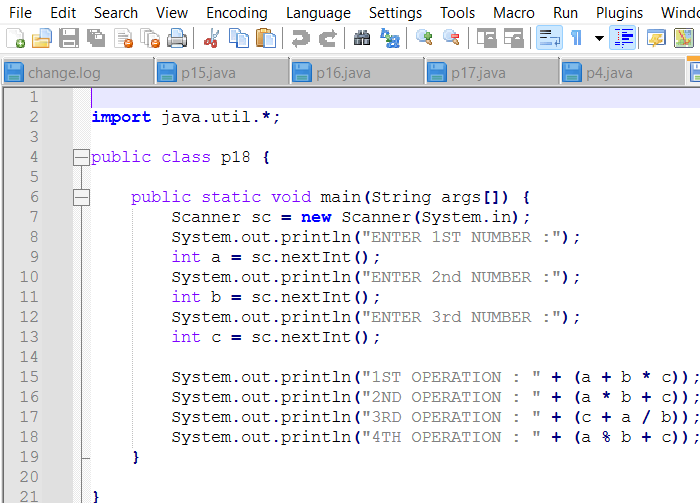 File Edit Search View Encoding Language Settings Tools Macro Run Plugins Windo
change.log p15.java p16.java p17.java p4.java
1
2 import java.util.*;
3
4 public class p18 {
5
6 public static void main(String args[]) {
7 Scanner sc = new Scanner(System.in);
8 System.out.println("ENTER 1ST NUMBER :");
9 int a = sc.nextInt();
10 System.out.println("ENTER 2nd NUMBER :");
11 int b = sc.nextInt();
12 System.out.println("ENTER 3rd NUMBER :");
13 int c = sc.nextInt();
14
15 System.out.println("1ST OPERATION : " + (a + b * c));
16 System.out.println("2ND OPERATION : " + (a * b + c));
17 System.out.println("3RD OPERATION : " + (c + a / b));
18 System.out.println("4TH OPERATION : " + (a % b + c));
19 }
20
21 }